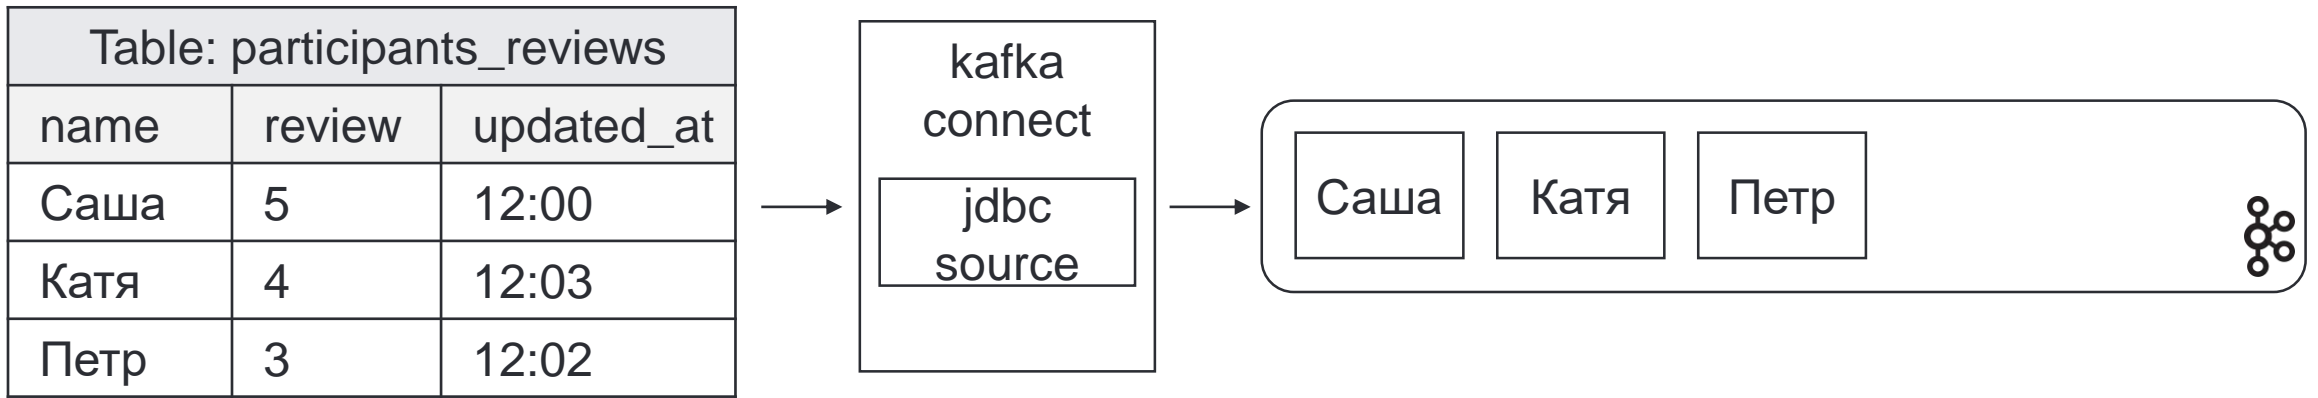 Table: participants_reviews
name review updated_at
Саша 5 12:00
Катя 4 12:03
Петр 3 12:02
kafka
connect
jdbc
source
Саша Катя Петр